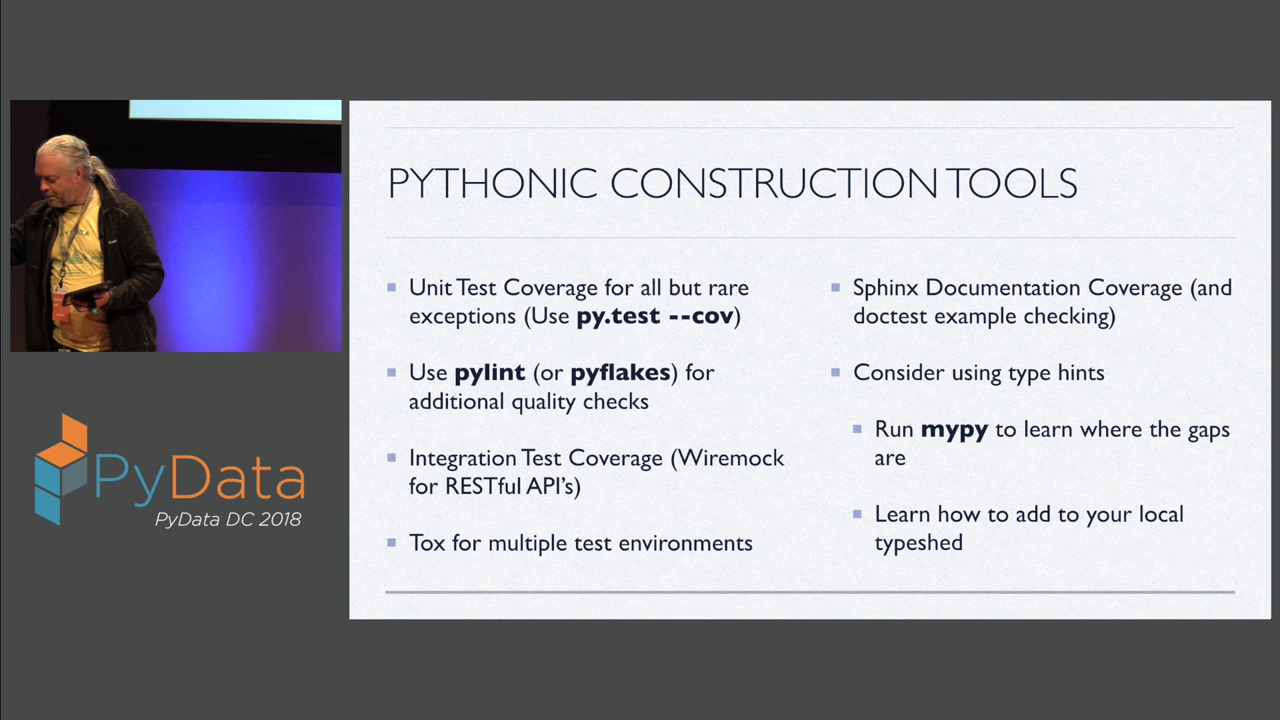 PYTHONIC CONSTRUCTION TOOLS
Unit Test Coverage for all but rare
exceptions (Use py.test --cov)
Use pylint (or pyflakes) for
additional quality checks
Integration Test Coverage (Wiremock
for RESTful API’s)
Tox for multiple test environments
Sphinx Documentation Coverage (and
doctest example checking)
Consider using type hints
Run mypy to learn where the gaps
are
Learn how to add to your local
typeshed
PyData
PyData DC 2018